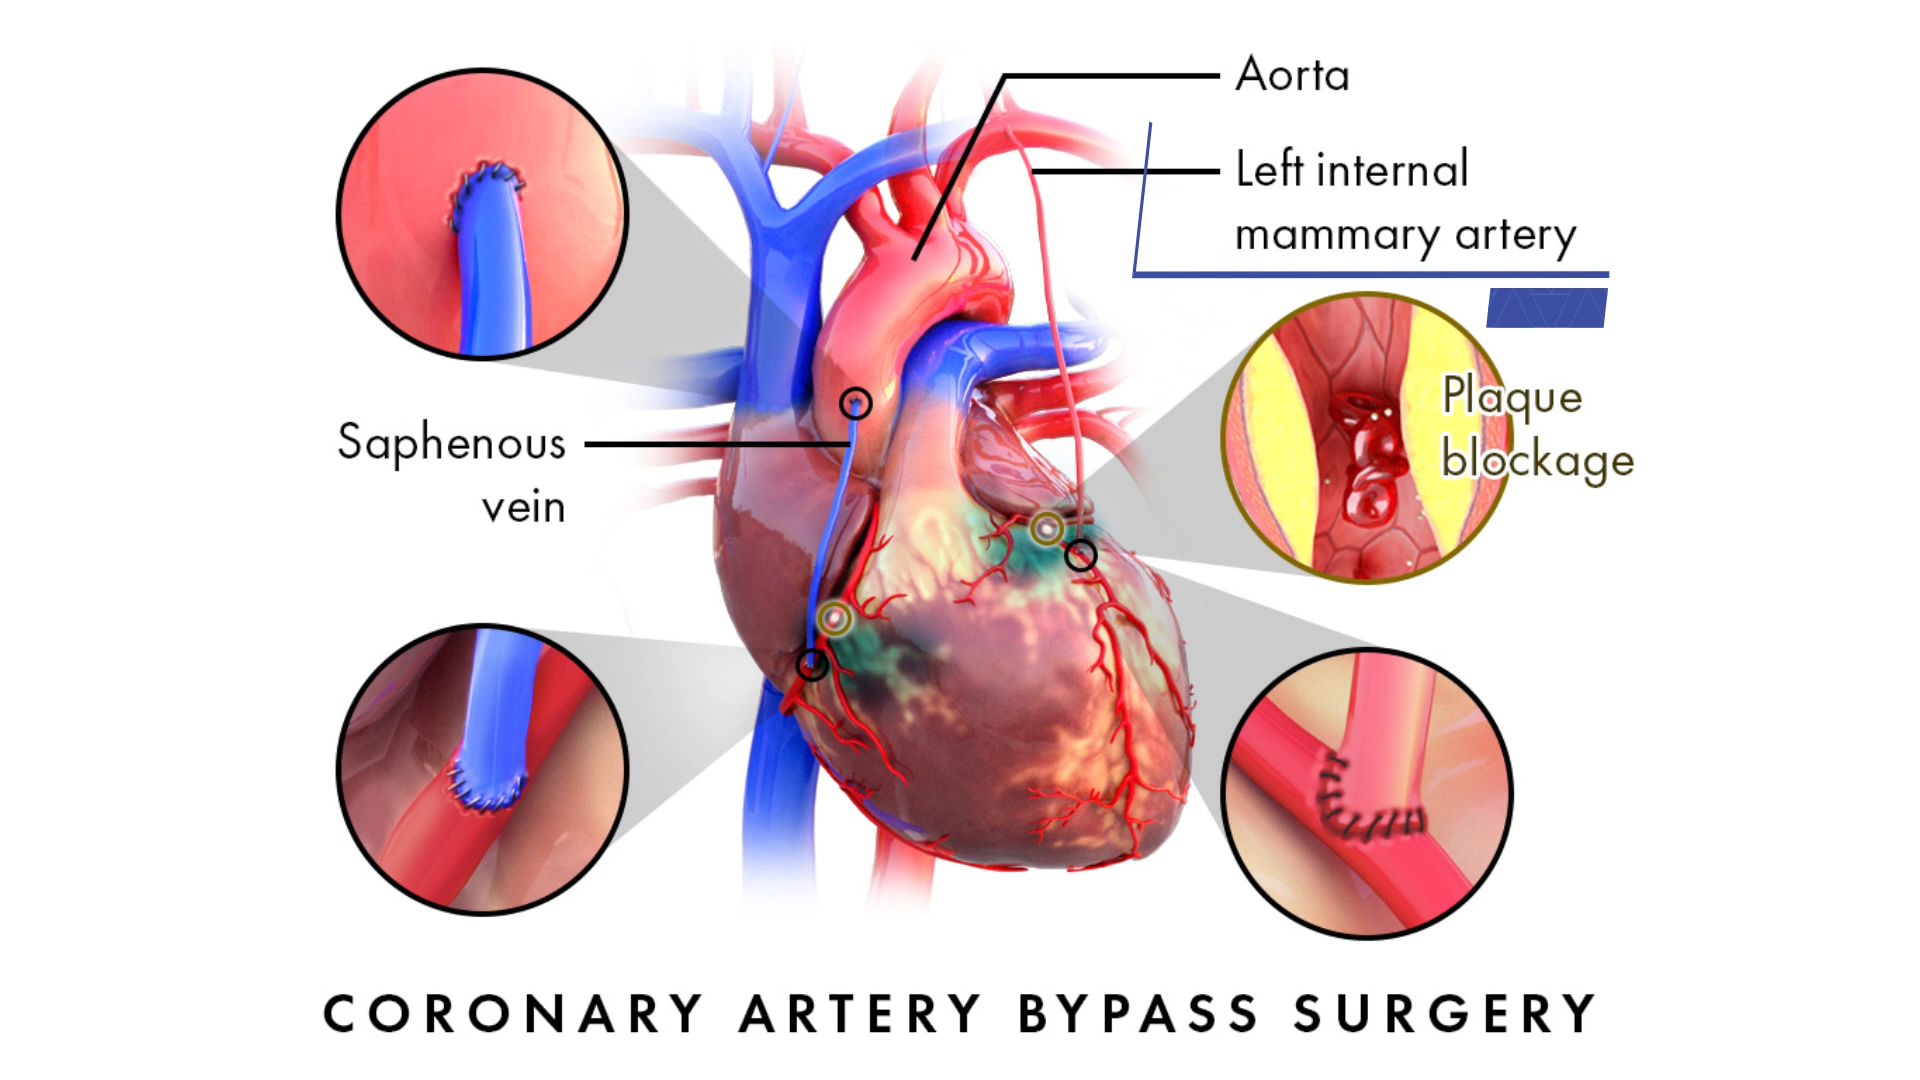 Aorta
Left internal
mammary artery
Plaque
blockage
Saphenous
vein
CORONARY ARTERY BYPASS SURGERY